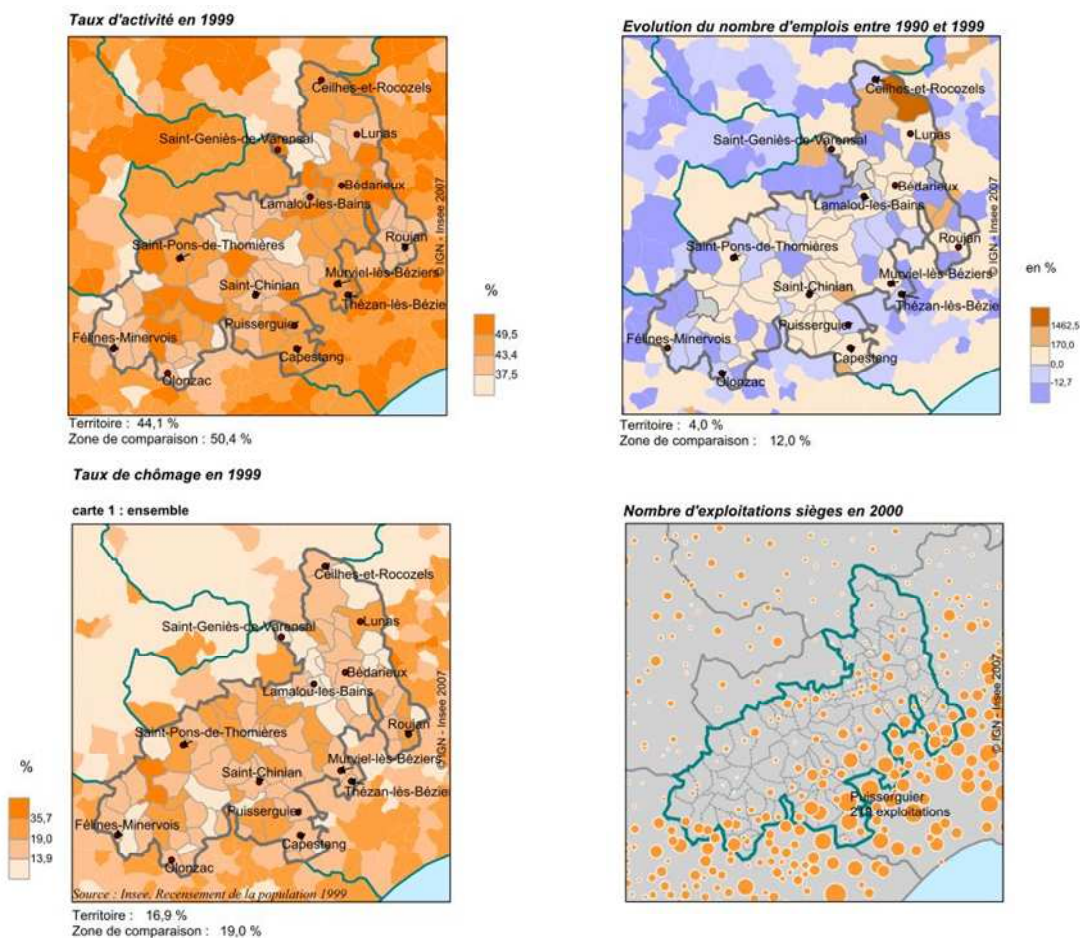 Taux d'activité en 1999
Ceilhes-et-Rocozels
Saint-Geniès-de-Varensal
Lunas
Bédarieux
Lamalou-les-Bains
Saint-Pons-de-Thomières
Roujan
Murviel-lès-Béziers
Saint-Chinian
Thézan-lès-Bézie
Puisserguier
Félines-Minervois
Capestang
Olonzac
© IGN - Insee 2007
%
49,5
43,4
37,5
Territoire : 44,1 %
Zone de comparaison : 50,4 %
Evolution du nombre d'emplois entre 1990 et 1999
Ceilhes-et-Rocozels
Saint-Geniès-de-Varensal
Lunas
Bédarieux
Lamalou-les-Bains
Saint-Pons-de-Thomières
Roujan
Murviel-lès-Béziers
Saint-Chinian
Thézan-lès-Bézie
Puisserguier
Félines-Minervois
Capestang
Olonzac
© IGN - Insee 2007
en %
1462,5
170,0
0,0
-12,7
Territoire : 4,0 %
Zone de comparaison : 12,0 %
Taux de chômage en 1999
carte 1 : ensemble
Ceilhes-et-Rocozels
Saint-Geniès-de-Varensal
Lunas
Bédarieux
Lamalou-les-Bains
Saint-Pons-de-Thomières
Roujan
Murviel-lès-Béziers
Saint-Chinian
Thézan-lès-Bézie
Puisserguier
Félines-Minervois
Capestang
Olonzac
© IGN - Insee 2007
%
35,7
19,0
13,9
Source : Insee, Recensement de la population 1999
Territoire : 16,9 %
Zone de comparaison : 19,0 %
Nombre d'exploitations sièges en 2000
© IGN - Insee 2007
Puisserguier
exploitations